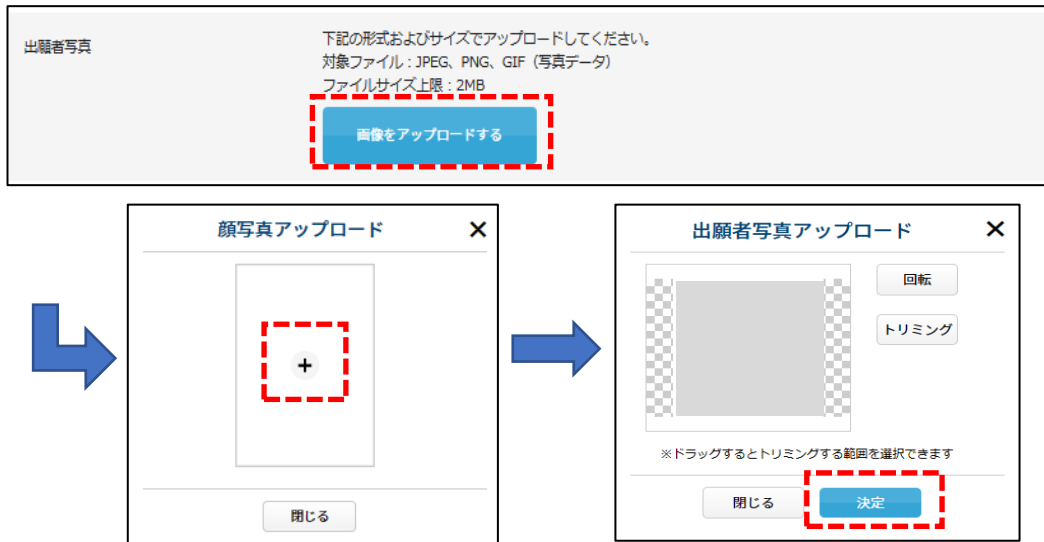 出願者写真
下記の形式およびサイズでアップロードしてください。
対象ファイル：JPEG、PNG、GIF（写真データ）
ファイルサイズ上限：2MB
画像をアップロードする
顔写真アップロード ×
+
閉じる
出願者写真アップロード ×
回転
トリミング
※ドラッグするとトリミングする範囲を選択できます
閉じる 決定